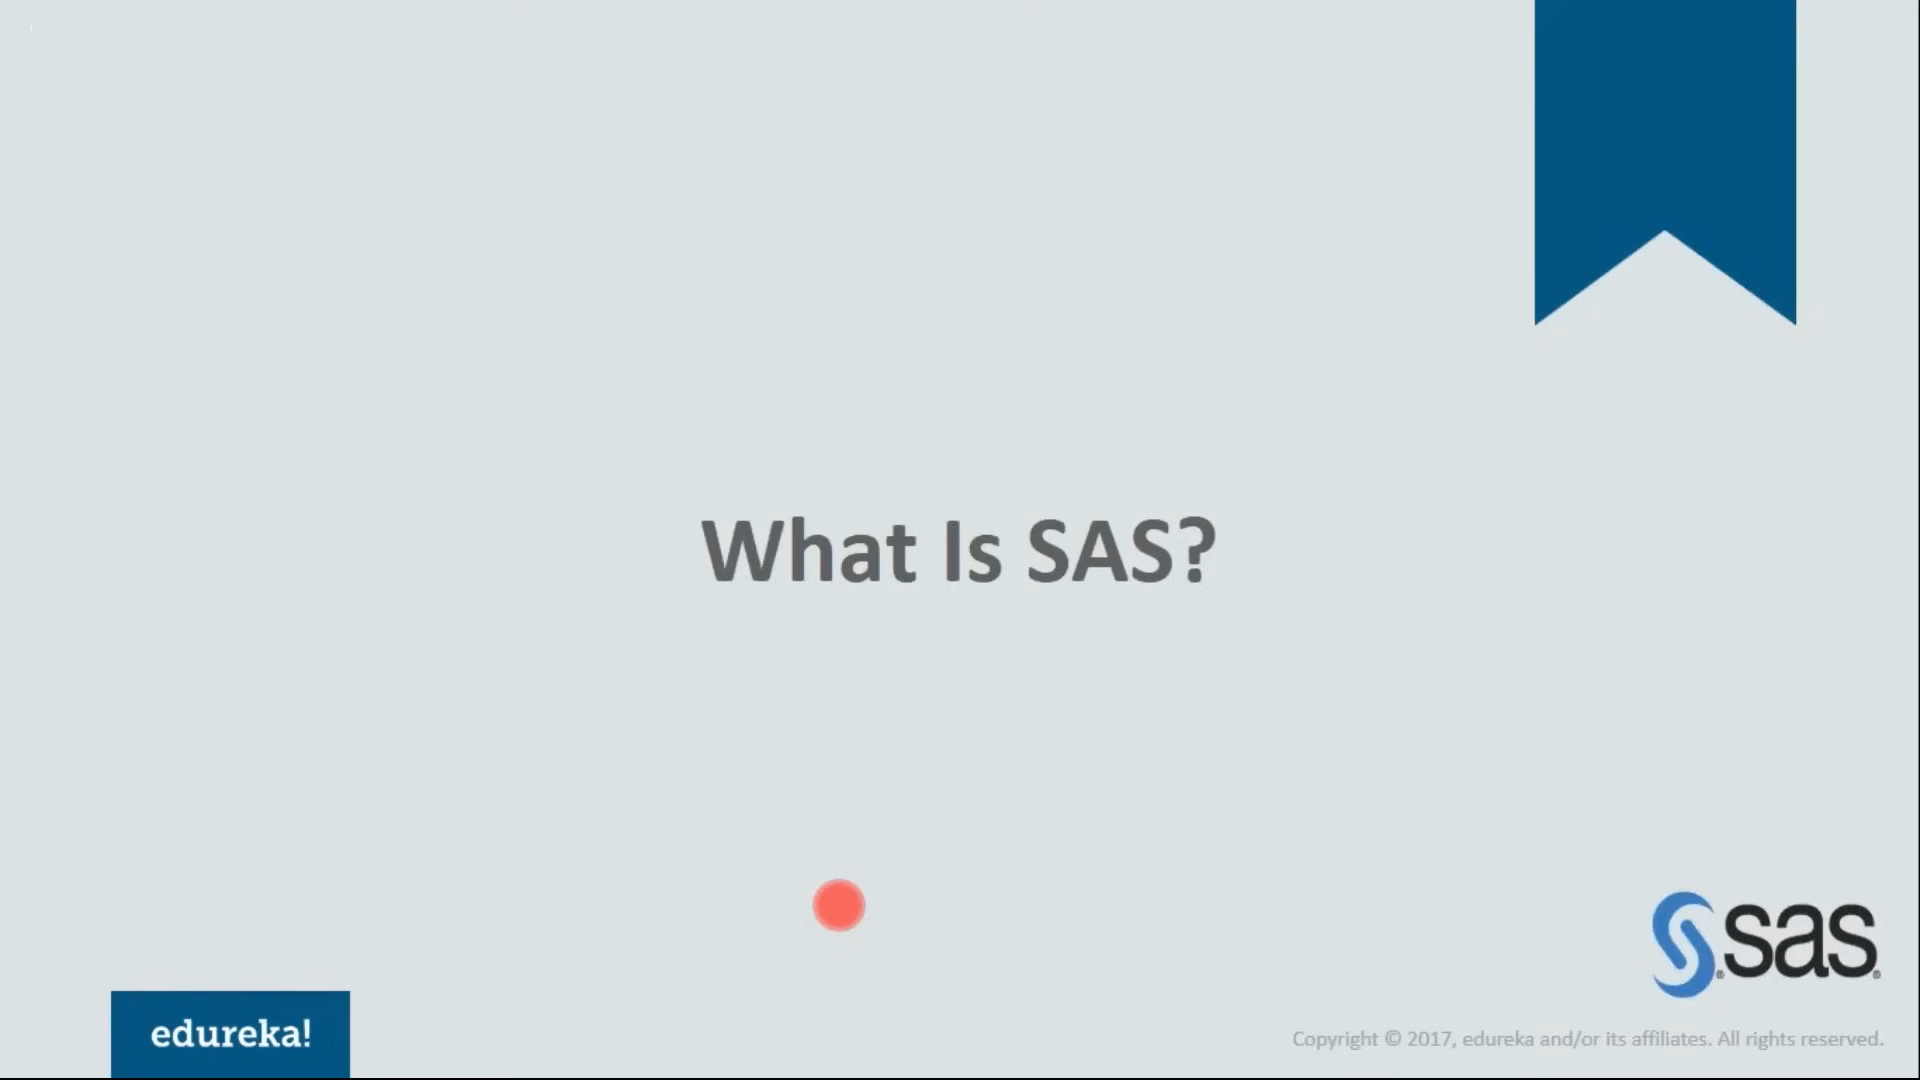 What Is SAS?
sas
edureka!
Copyright © 2017, edureka and/or its affiliates. All rights reserved.